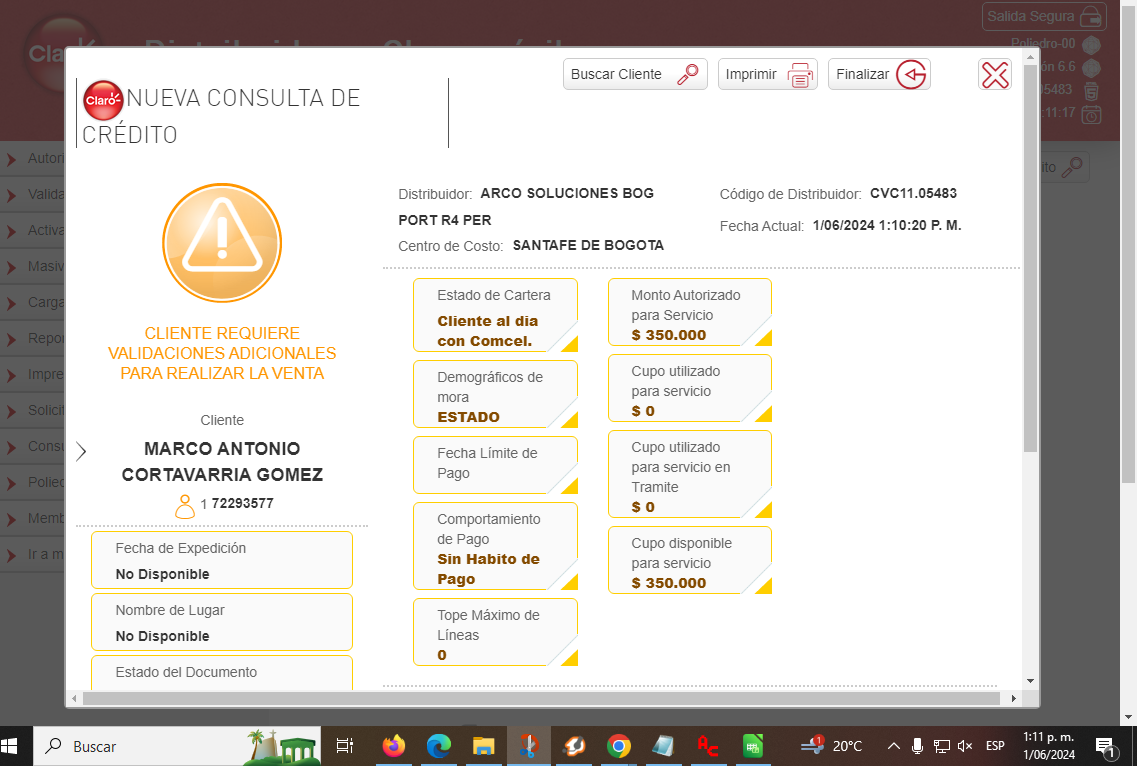 Salida Segura
Poliedro-00
ón 6.6
05483
:11:17
Claro
Autori
Valida
Activa
Masiv
Carga
Repor
Impre
Solicit
Consu
Polied
Memb
Ir a m
ito
Buscar Cliente
Imprimir
Finalizar
Claro
NUEVA CONSULTA DE
CRÉDITO
CLIENTE REQUIERE
VALIDACIONES ADICIONALES
PARA REALIZAR LA VENTA
Cliente
MARCO ANTONIO
CORTAVARRIA GOMEZ
1 72293577
Fecha de Expedición
No Disponible
Nombre de Lugar
No Disponible
Estado del Documento
Distribuidor: ARCO SOLUCIONES BOG
PORT R4 PER
Centro de Costo: SANTAFE DE BOGOTA
Código de Distribuidor: CVC11.05483
Fecha Actual: 1/06/2024 1:10:20 P. M.
Estado de Cartera
Cliente al dia
con Comcel.
Demográficos de
mora
ESTADO
Fecha Límite de
Pago
Comportamiento
de Pago
Sin Habito de
Pago
Tope Máximo de
Líneas
0
Monto Autorizado
para Servicio
$ 350.000
Cupo utilizado
para servicio
$ 0
Cupo utilizado
para servicio en
Tramite
$ 0
Cupo disponible
para servicio
$ 350.000
Buscar
1
20°C
ESP
1:11 p. m.
1/06/2024
1